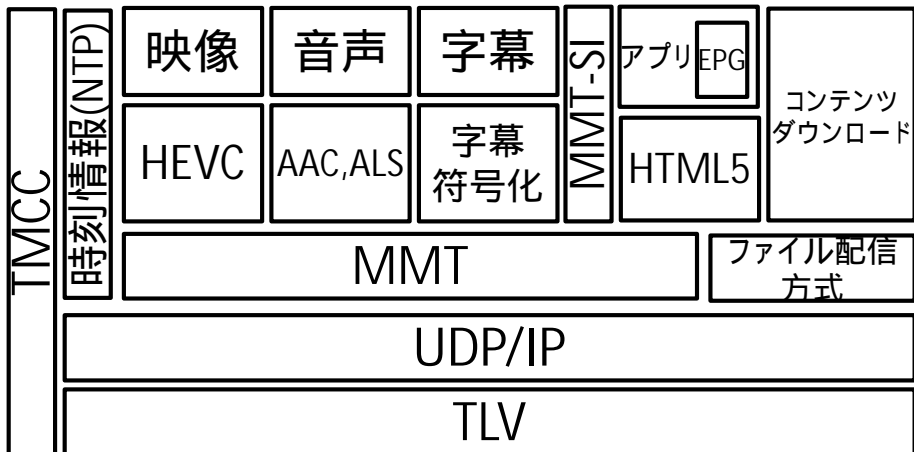 TMCC
時刻情報(NTP)
映像
音声
字幕
MMT-SI
アプリ
EPG
コンテンツ
ダウンロード
HEVC
AAC,ALS
字幕
符号化
HTML5
MMT
ファイル配信
方式
UDP/IP
TLV